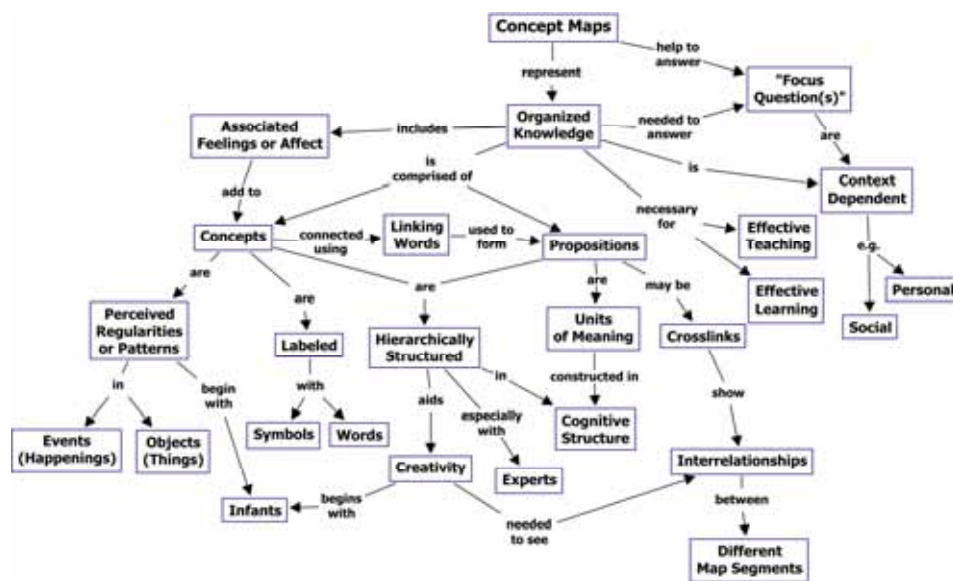 Concept Maps
help to
answer
represent
"Focus
Question(s)"
Organized
Knowledge
needed to
answer
Associated
Feelings or Affect
includes
are
is
comprised of
is
Context
Dependent
add to
necessary
for
Linking
Words
Effective
Teaching
Concepts
connected
using
used to
form
Propositions
e.g.
are
are
are
are
may be
Effective
Learning
Personal
Perceived
Regularities
or Patterns
Labeled
Hierarchically
Structured
Units
of Meaning
Crosslinks
Social
in
begin
with
with
aids
in
constructed in
show
especially
with
Events
(Happenings)
Objects
(Things)
Symbols
Words
Cognitive
Structure
Creativity
Experts
Interrelationships
Infants
begins
with
needed
to see
between
Different
Map Segments